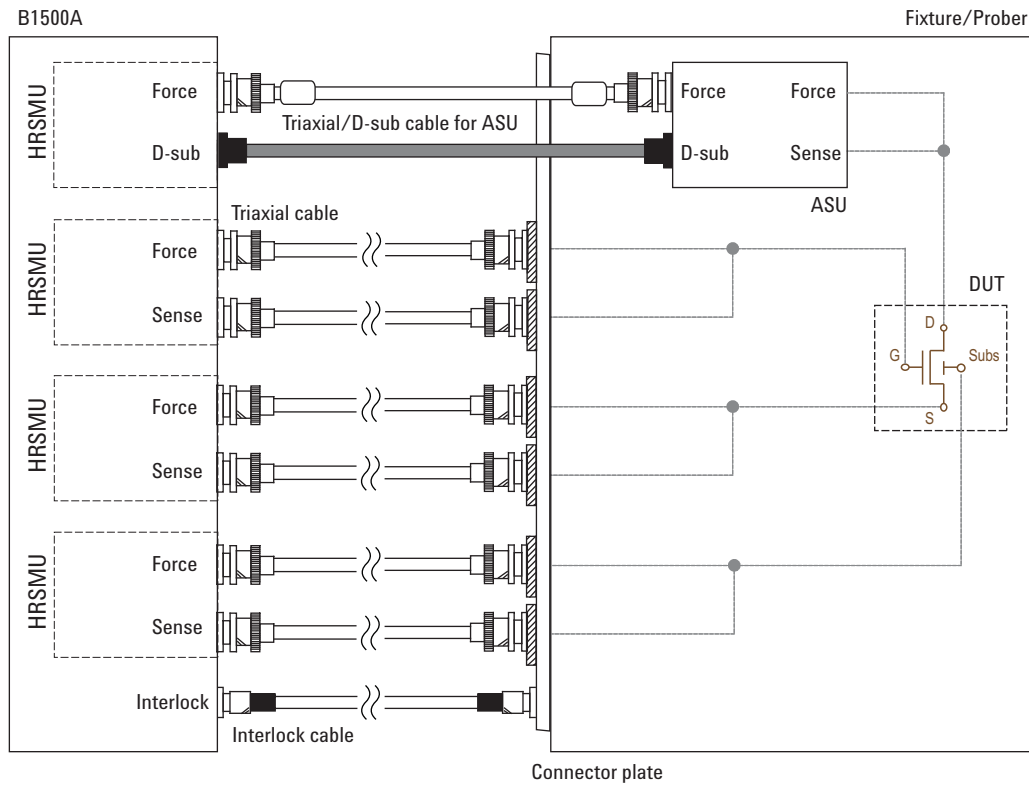 B1500A
Fixture/Prober
HRSMU
Force
D-sub
Triaxial/D-sub cable for ASU
Force
Force
D-sub
Sense
ASU
HRSMU
Triaxial cable
Force
Sense
HRSMU
Force
Sense
HRSMU
Force
Sense
DUT
D
G
Subs
S
Interlock
Interlock cable
Connector plate